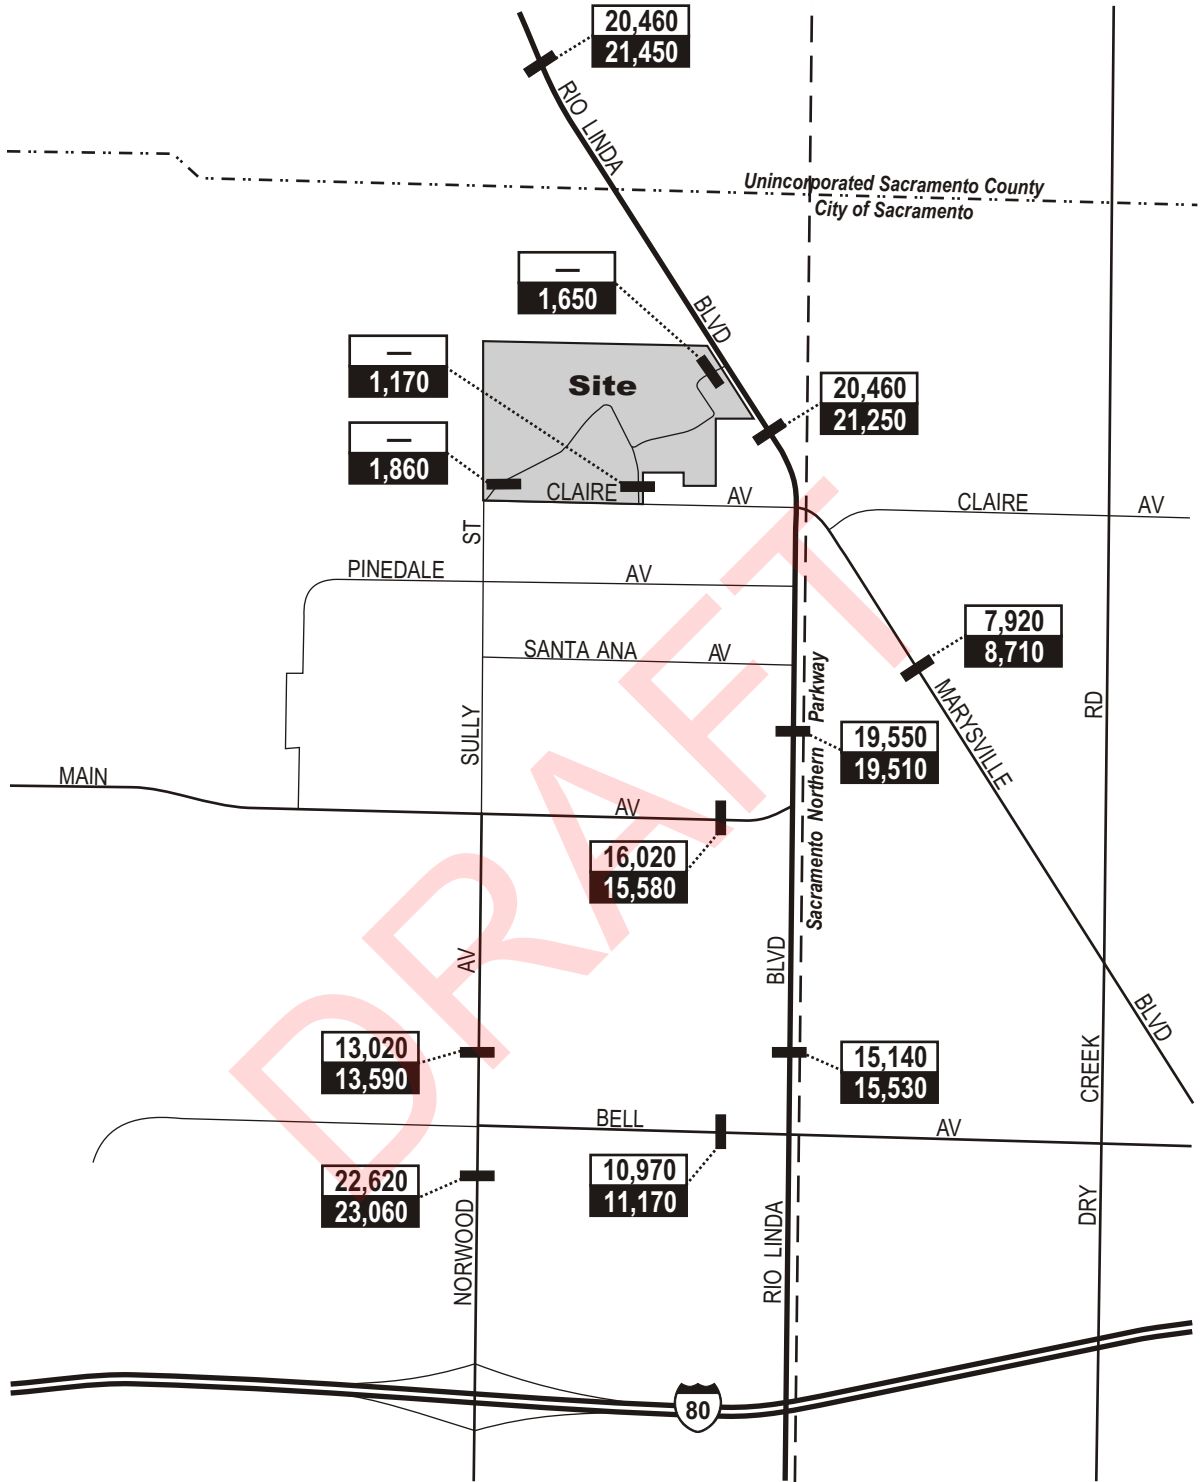 20,460
21,450
RIO LINDA
Unincorporated Sacramento County
City of Sacramento
—
1,650
BLVD
—
1,170
Site
20,460
21,250
—
1,860
CLAIRE AV
CLAIRE AV
ST
PINEDALE AV
7,920
8,710
SANTA ANA AV
MARYSVILLE
RD
SULLY
Sacramento Northern Parkway
19,550
19,510
MAIN AV
16,020
15,580
AV
BLVD
BLVD
13,020
13,590
15,140
15,530
CREEK
BELL AV
22,620
23,060
10,970
11,170
NORWOOD
RIO LINDA
DRY
80
DRAFT